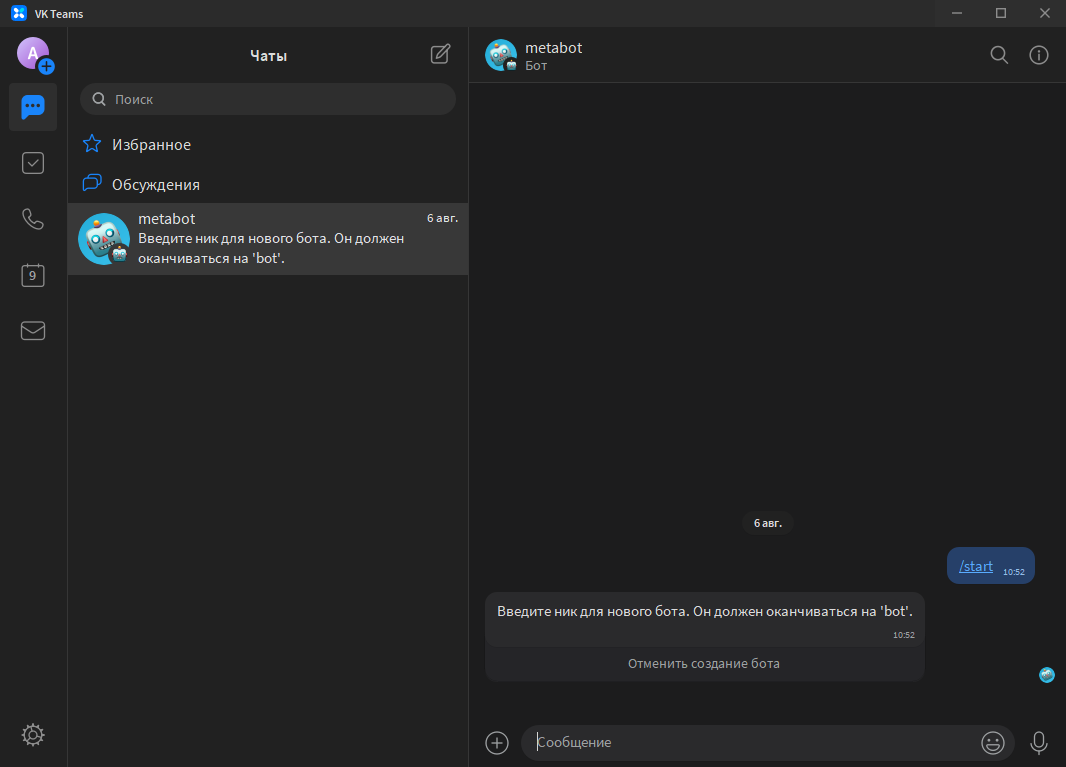 VK Teams
A
Чаты
Поиск
Избранное
Обсуждения
metabot
6 авг.
Введите ник для нового бота. Он должен
оканчиваться на 'bot'.
9
metabot
Бот
6 авг.
/start
10:52
Введите ник для нового бота. Он должен оканчиваться на 'bot'.
10:52
Отменить создание бота
Сообщение